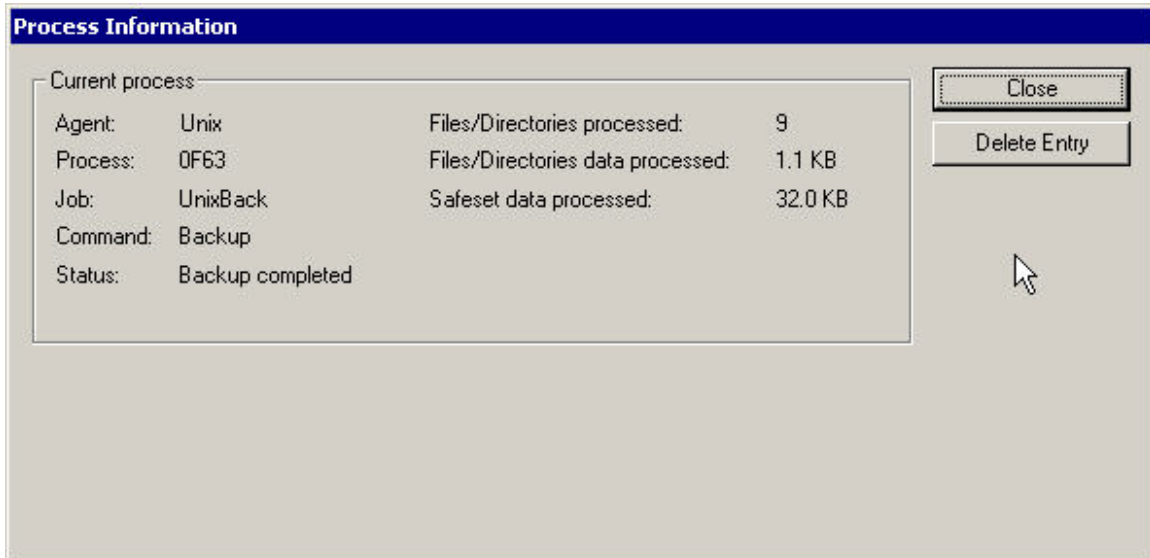 Process Information
Current process
Agent: Unix Files/Directories processed: 9
Process: 0F63 Files/Directories data processed: 1.1 KB
Job: UnixBack Safeset data processed: 32.0 KB
Command: Backup
Status: Backup completed
Close
Delete Entry